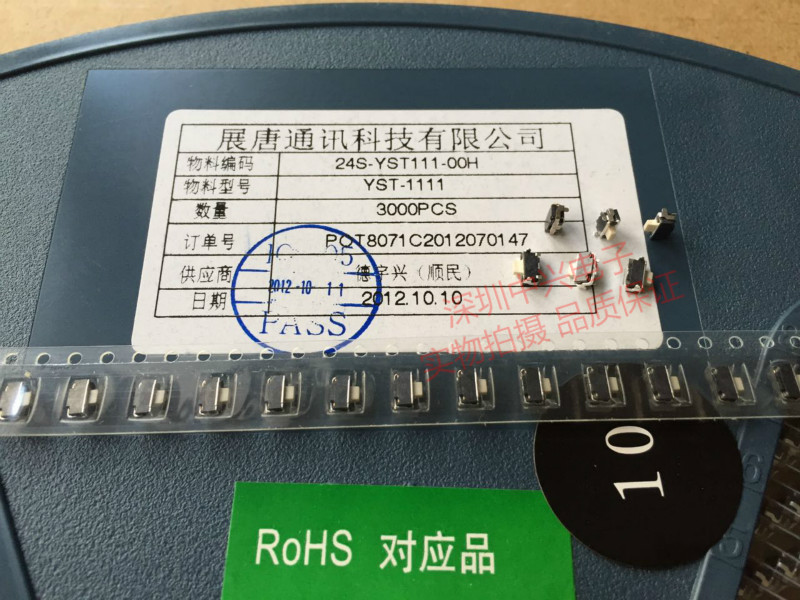 展唐通讯科技有限公司
物料编码 24S-YST111-00H
物料型号 YST-1111
数量 3000PCS
订单号 PQT8071C2012070147
供应商 德宇兴（顺民）
日期 2012.10.10
2012-10-11
PASS
深圳中兴电子
实物拍摄 品质保证
10
RoHS 对应品